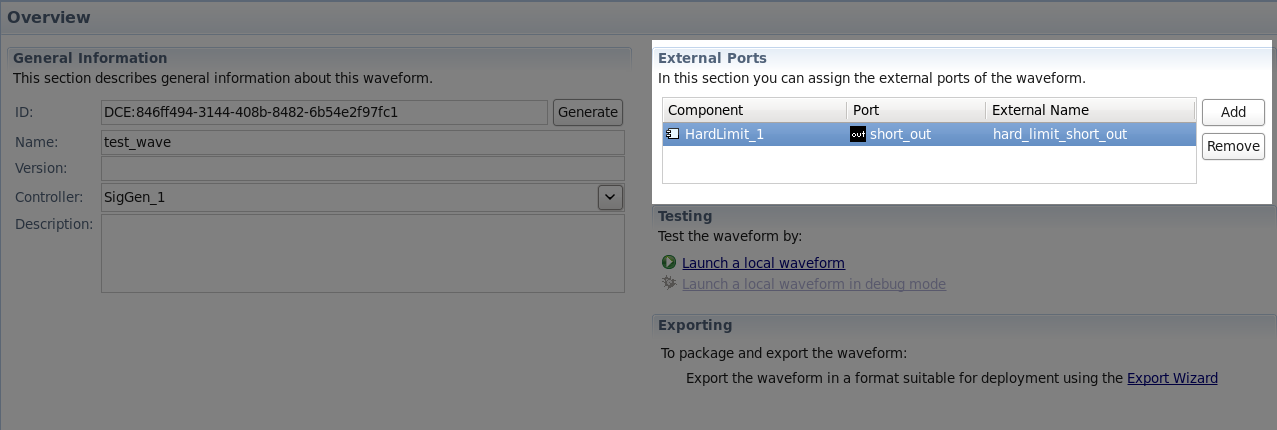 Overview
General Information
This section describes general information about this waveform.
ID: DCE:846ff494-3144-408b-8482-6b54e2f97fc1 Generate
Name: test_wave
Version:
Controller: SigGen_1
Description:
External Ports
In this section you can assign the external ports of the waveform.
Component Port External Name
HardLimit_1 out short_out hard_limit_short_out
Add
Remove
Testing
Test the waveform by:
Launch a local waveform
Launch a local waveform in debug mode
Exporting
To package and export the waveform:
Export the waveform in a format suitable for deployment using the Export Wizard